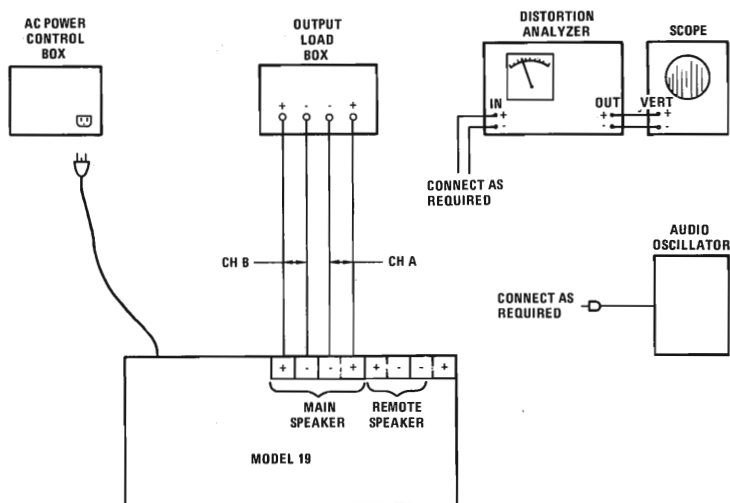 AC POWER
CONTROL
BOX
OUTPUT
LOAD
BOX
+ - - +
DISTORTION
ANALYZER
SCOPE
IN
+
-
OUT
+
-
VERT
+
-
CONNECT AS
REQUIRED
AUDIO
OSCILLATOR
CONNECT AS
REQUIRED
CH B
CH A
+ - - + + - - +
MAIN
SPEAKER
REMOTE
SPEAKER
MODEL 19